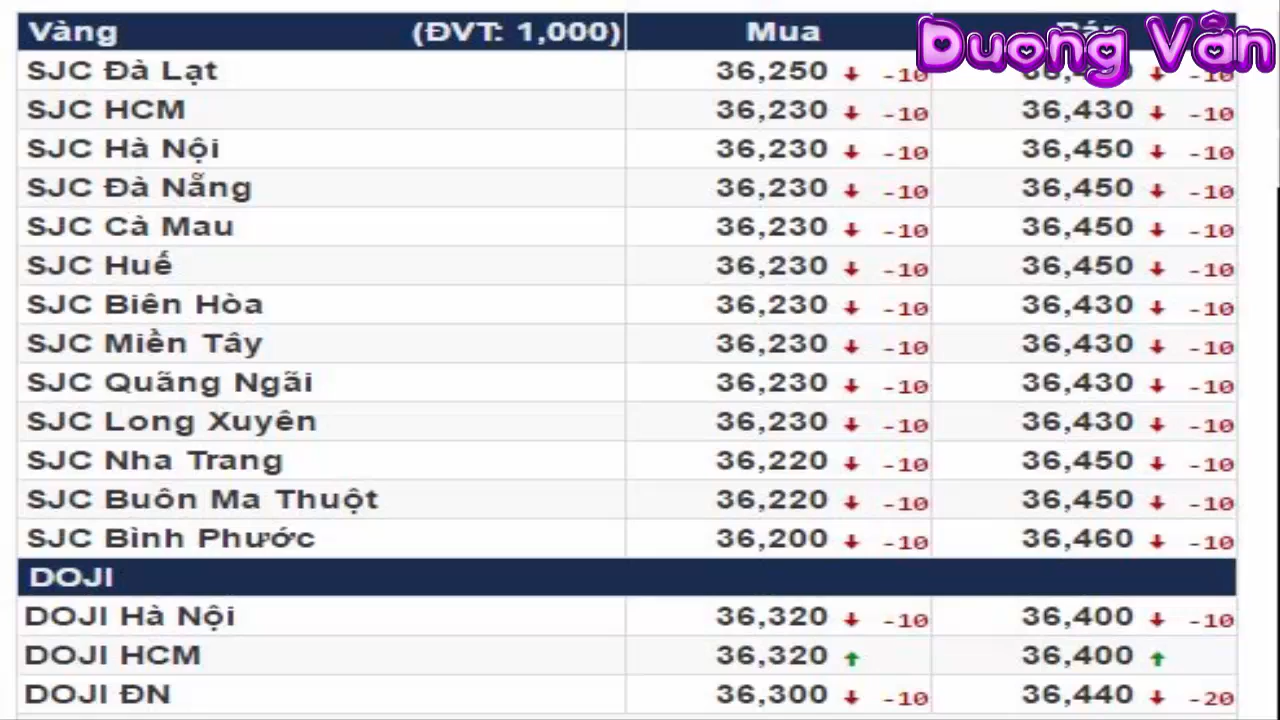 Vàng (ĐVT: 1,000) Mua
Duong Vân
SJC Đà Lạt 36,250 -10 -10
SJC HCM 36,230 -10 36,430 -10
SJC Hà Nội 36,230 -10 36,450 -10
SJC Đà Nẵng 36,230 -10 36,450 -10
SJC Cà Mau 36,230 -10 36,450 -10
SJC Huế 36,230 -10 36,450 -10
SJC Biên Hòa 36,230 -10 36,430 -10
SJC Miền Tây 36,230 -10 36,430 -10
SJC Quãng Ngãi 36,230 -10 36,430 -10
SJC Long Xuyên 36,230 -10 36,430 -10
SJC Nha Trang 36,220 -10 36,450 -10
SJC Buôn Ma Thuột 36,220 -10 36,450 -10
SJC Bình Phước 36,200 -10 36,460 -10
DOJI
DOJI Hà Nội 36,320 -10 36,400 -10
DOJI HCM 36,320 36,400
DOJI ĐN 36,300 -10 36,440 -20